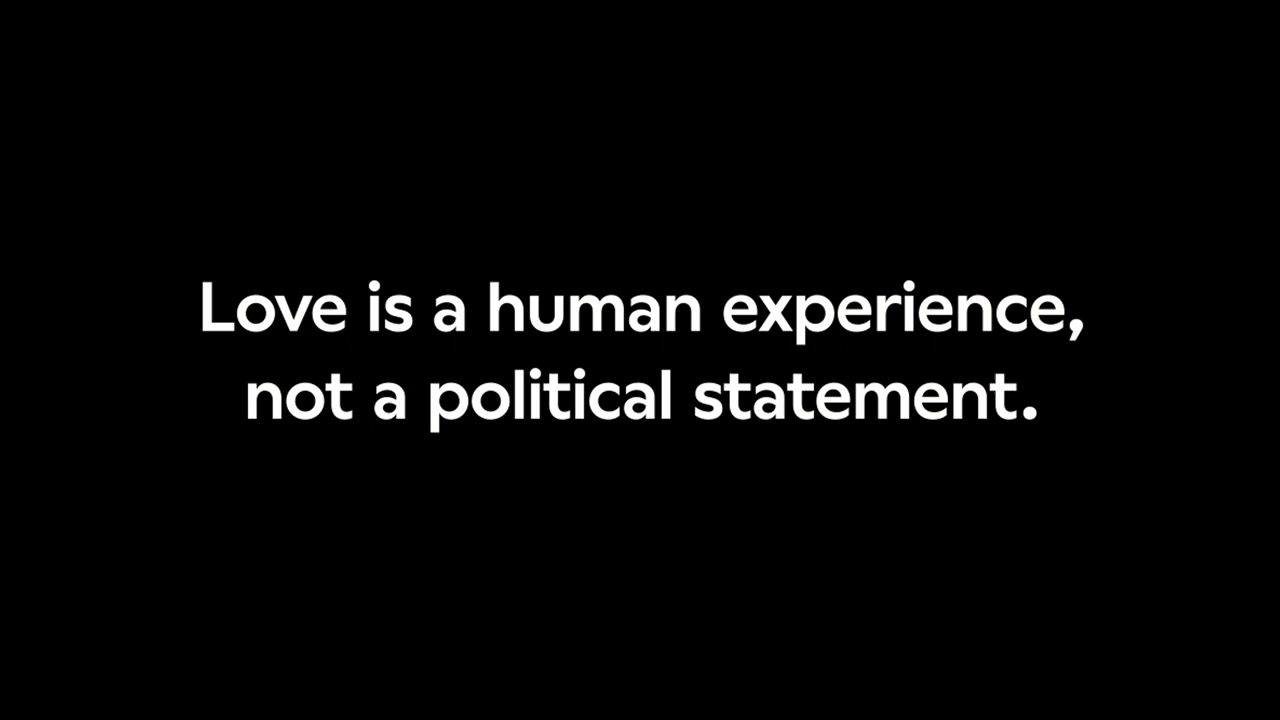 Love is a human experience,
not a political statement.